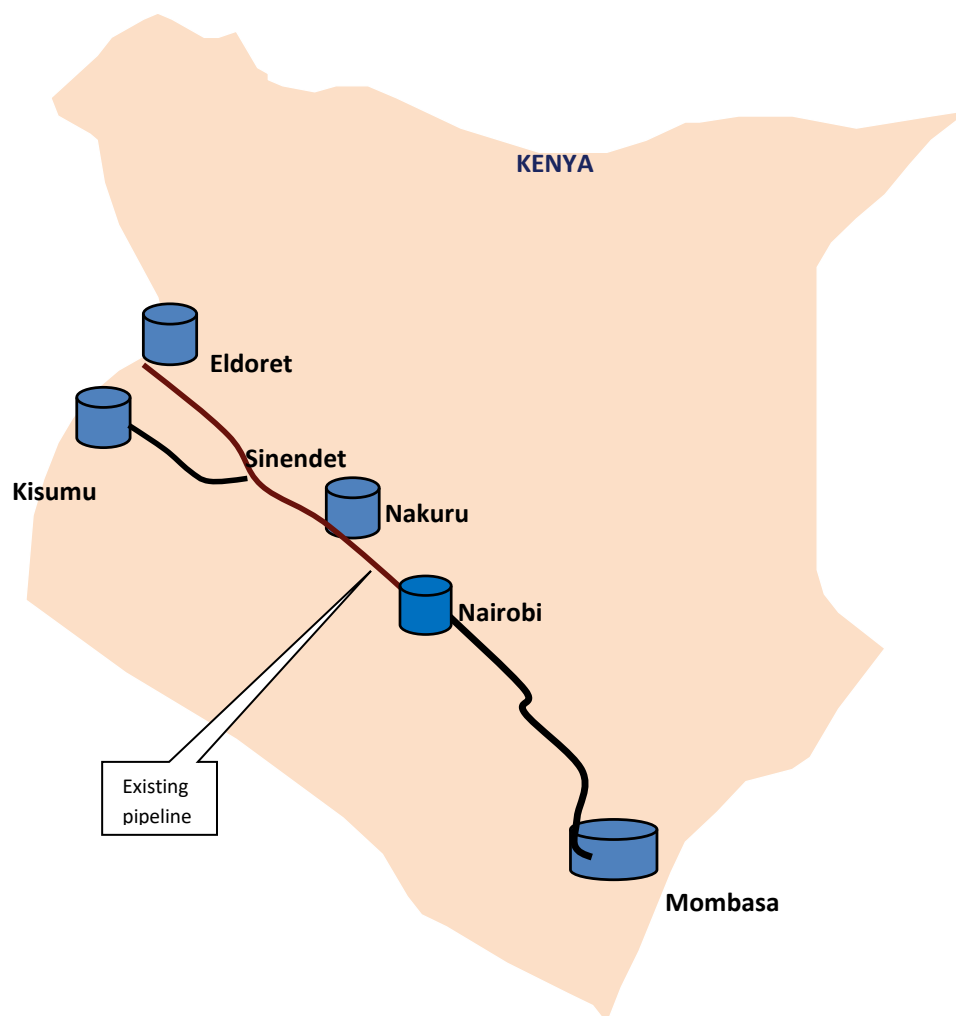 KENYA
Eldoret
Sinendet
Kisumu
Nakuru
Nairobi
Existing
pipeline
Mombasa